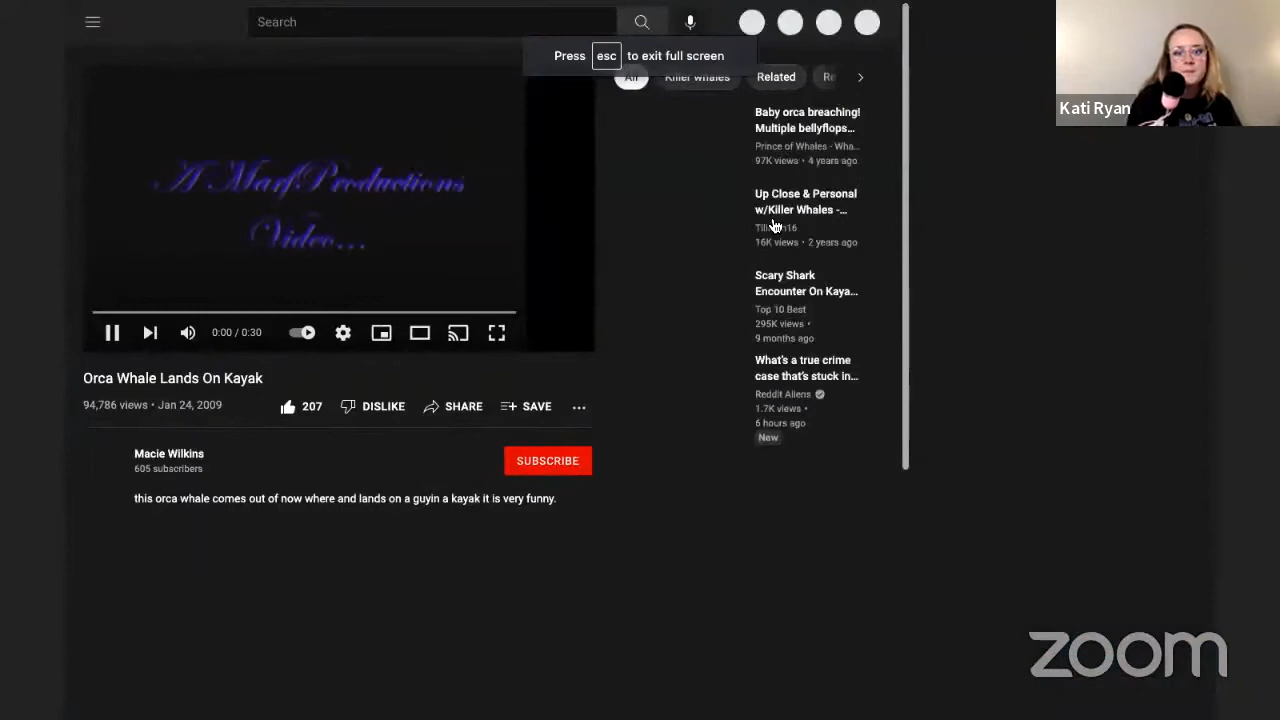 Search
Press esc to exit full screen
All
Killer whales
Related
Re
A MarfProductions
Video...
Baby orca breaching!
Multiple bellyflops...
Prince of Whales - Wha...
97K views • 4 years ago
Up Close & Personal
w/Killer Whales -...
16K views • 2 years ago
Scary Shark
Encounter On Kaya...
Top 10 Best
295K views •
9 months ago
What's a true crime
case that's stuck in...
Reddit Aliens
1.7K views •
6 hours ago
New
0:00 / 0:30
Orca Whale Lands On Kayak
94,786 views • Jan 24, 2009
207
DISLIKE
SHARE
SAVE
Macie Wilkins
605 subscribers
SUBSCRIBE
this orca whale comes out of now where and lands on a guyin a kayak it is very funny.
Kati Ryan
zoom